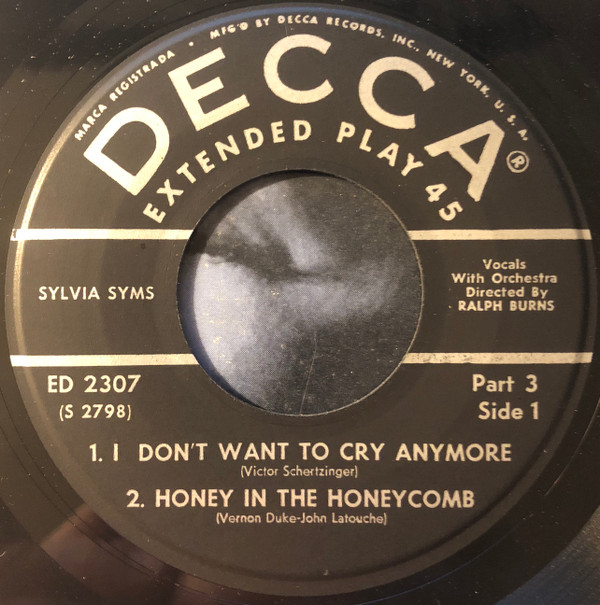 MARCA REGISTRADA • MFG'D BY DECCA RECORDS, INC., NEW YORK, U. S. A.
DECCA®
EXTENDED PLAY 45
SYLVIA SYMS
Vocals
With Orchestra
Directed By
RALPH BURNS
ED 2307
(S 2798)
Part 3
Side 1
1. I DON'T WANT TO CRY ANYMORE
(Victor Schertzinger)
2. HONEY IN THE HONEYCOMB
(Vernon Duke-John Latouche)